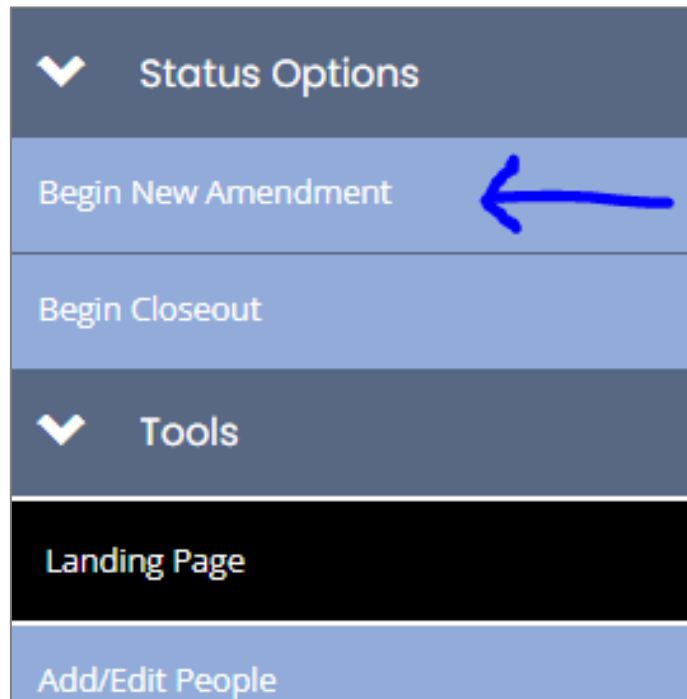 Status Options
Begin New Amendment
Begin Closeout
Tools
Landing Page
Add/Edit People